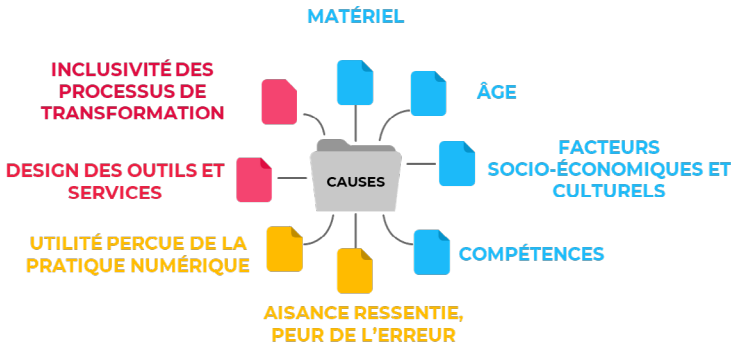 MATÉRIEL
INCLUSIVITÉ DES
PROCESSUS DE
TRANSFORMATION
ÂGE
FACTEURS
SOCIO-ÉCONOMIQUES ET
CULTURELS
DESIGN DES OUTILS ET
SERVICES
CAUSES
UTILITÉ PERCUE DE LA
PRATIQUE NUMÉRIQUE
COMPÉTENCES
AISANCE RESSENTIE,
PEUR DE L'ERREUR